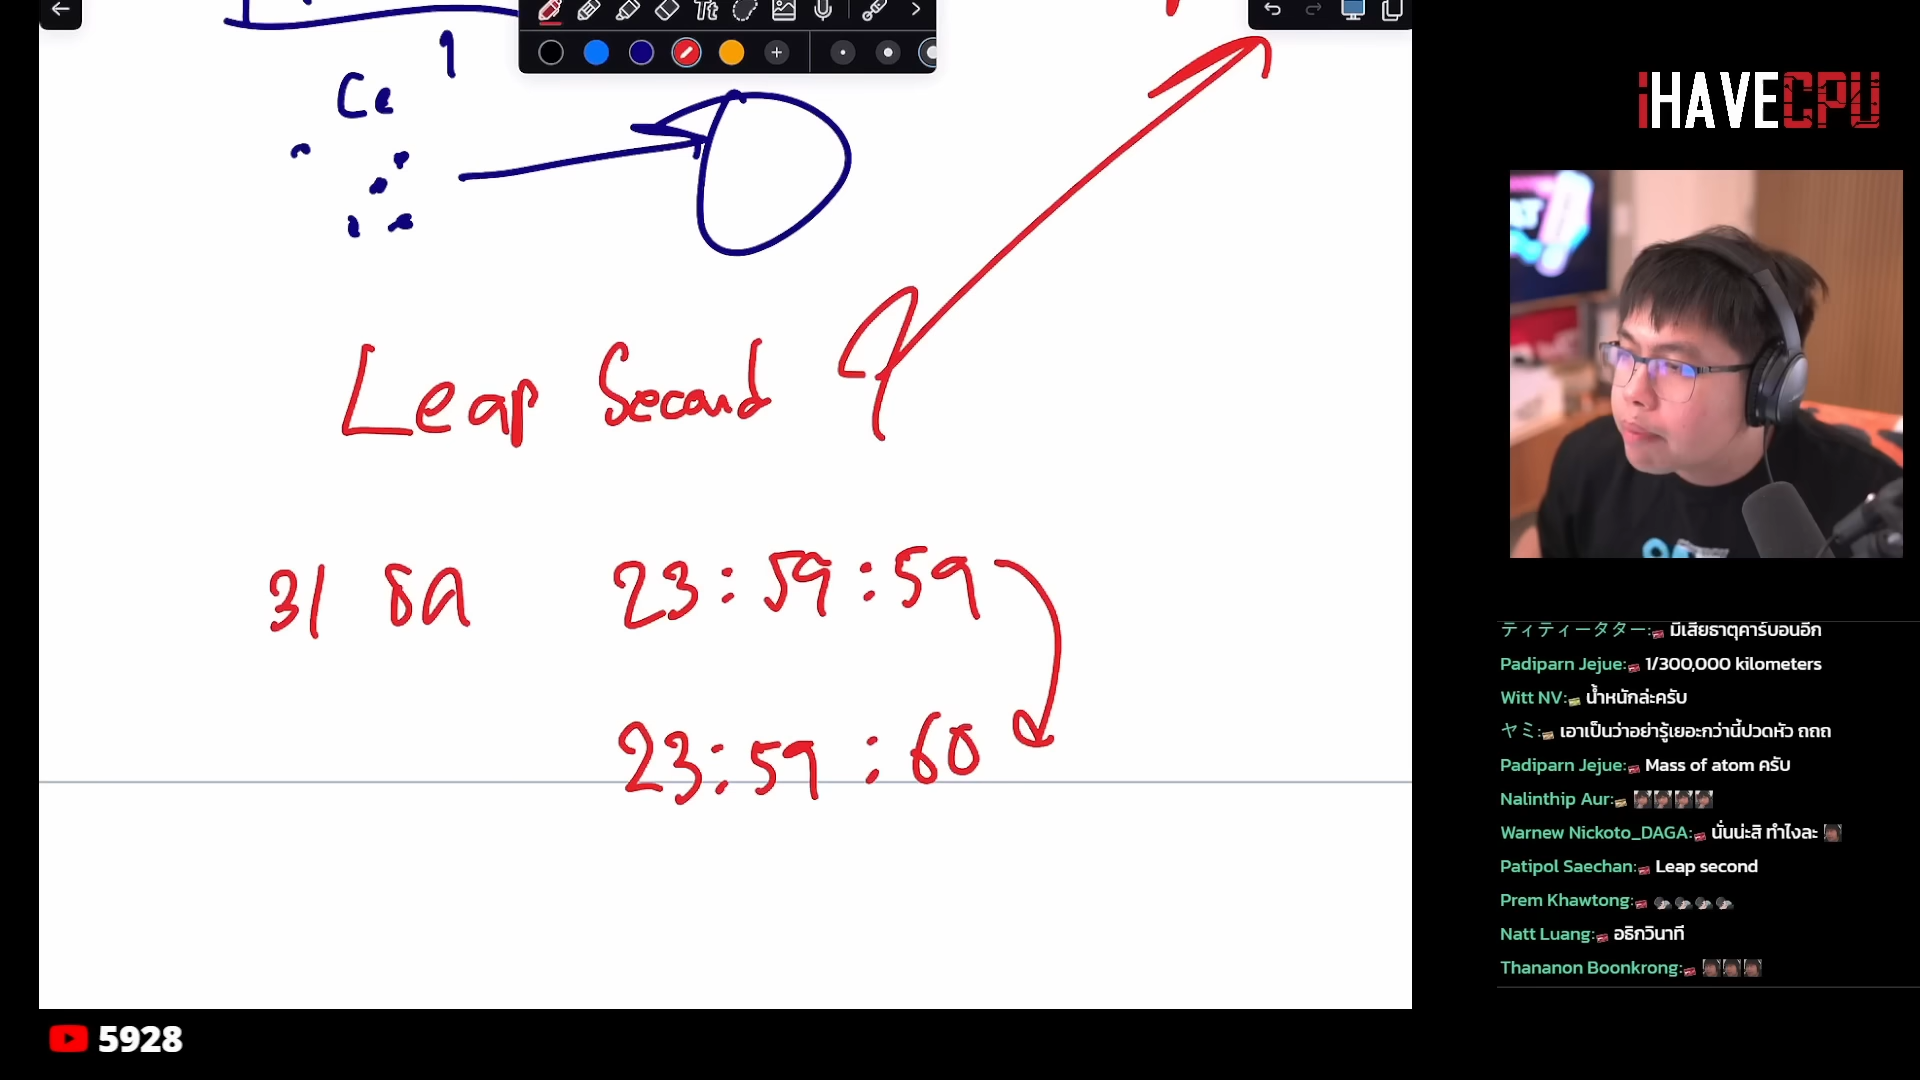 Tt
iHAVECPU
1
Ce
Leap Second
31 ธค 23:59:59
23:59:60
ティティータター: มีเสียธาตุคาร์บอนอีก
Padiparn Jejue: 1/300,000 kilometers
Witt NV: น้ำหนักล่ะครับ
ヤミ: เอาเป็นว่าอย่ารู้เยอะกว่านี้ปวดหัว ถถถ
Padiparn Jejue: Mass of atom ครับ
Nalinthip Aur:
Warnew Nickoto_DAGA: นั่นน่ะสิ ทำไงละ
Patipol Saechan: Leap second
Prem Khawtong:
Natt Luang: อธิกวินาที
Thananon Boonkrong:
5928